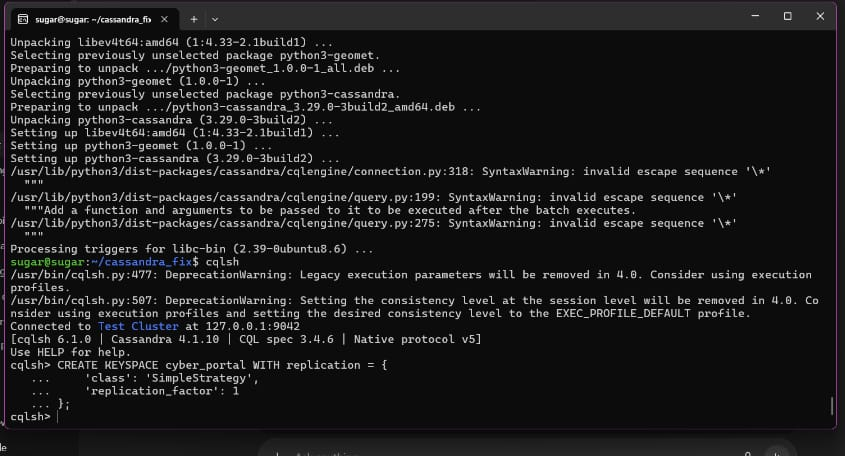 sugar@sugar: ~/cassandra_fix
Unpacking libev4t64:amd64 (1:4.33-2.1build1) ...
Selecting previously unselected package python3-geomet.
Preparing to unpack .../python3-geomet_1.0.0-1_all.deb ...
Unpacking python3-geomet (1.0.0-1) ...
Selecting previously unselected package python3-cassandra.
Preparing to unpack .../python3-cassandra_3.29.0-3build2_amd64.deb ...
Unpacking python3-cassandra (3.29.0-3build2) ...
Setting up libev4t64:amd64 (1:4.33-2.1build1) ...
Setting up python3-geomet (1.0.0-1) ...
Setting up python3-cassandra (3.29.0-3build2) ...
/usr/lib/python3/dist-packages/cassandra/cqlengine/connection.py:318: SyntaxWarning: invalid escape sequence '\*'
"""
/usr/lib/python3/dist-packages/cassandra/cqlengine/query.py:199: SyntaxWarning: invalid escape sequence '\*'
"""Add a function and arguments to be passed to it to be executed after the batch executes.
/usr/lib/python3/dist-packages/cassandra/cqlengine/query.py:275: SyntaxWarning: invalid escape sequence '\*'
"""
Processing triggers for libc-bin (2.39-0ubuntu8.6) ...
sugar@sugar:~/cassandra_fix$ cqlsh
/usr/bin/cqlsh.py:477: DeprecationWarning: Legacy execution parameters will be removed in 4.0. Consider using execution
profiles.
/usr/bin/cqlsh.py:507: DeprecationWarning: Setting the consistency level at the session level will be removed in 4.0. Co
nsider using execution profiles and setting the desired consistency level to the EXEC_PROFILE_DEFAULT profile.
Connected to Test Cluster at 127.0.0.1:9042
[cqlsh 6.1.0 | Cassandra 4.1.10 | CQL spec 3.4.6 | Native protocol v5]
Use HELP for help.
cqlsh> CREATE KEYSPACE cyber_portal WITH replication = {
... 'class': 'SimpleStrategy',
... 'replication_factor': 1
... };
cqlsh>